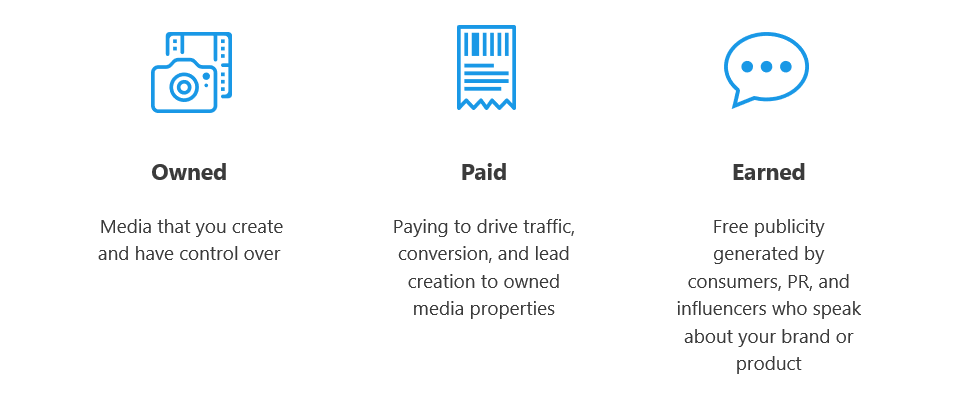 Owned
Media that you create
and have control over
Paid
Paying to drive traffic,
conversion, and lead
creation to owned
media properties
Earned
Free publicity
generated by
consumers, PR, and
influencers who speak
about your brand or
product